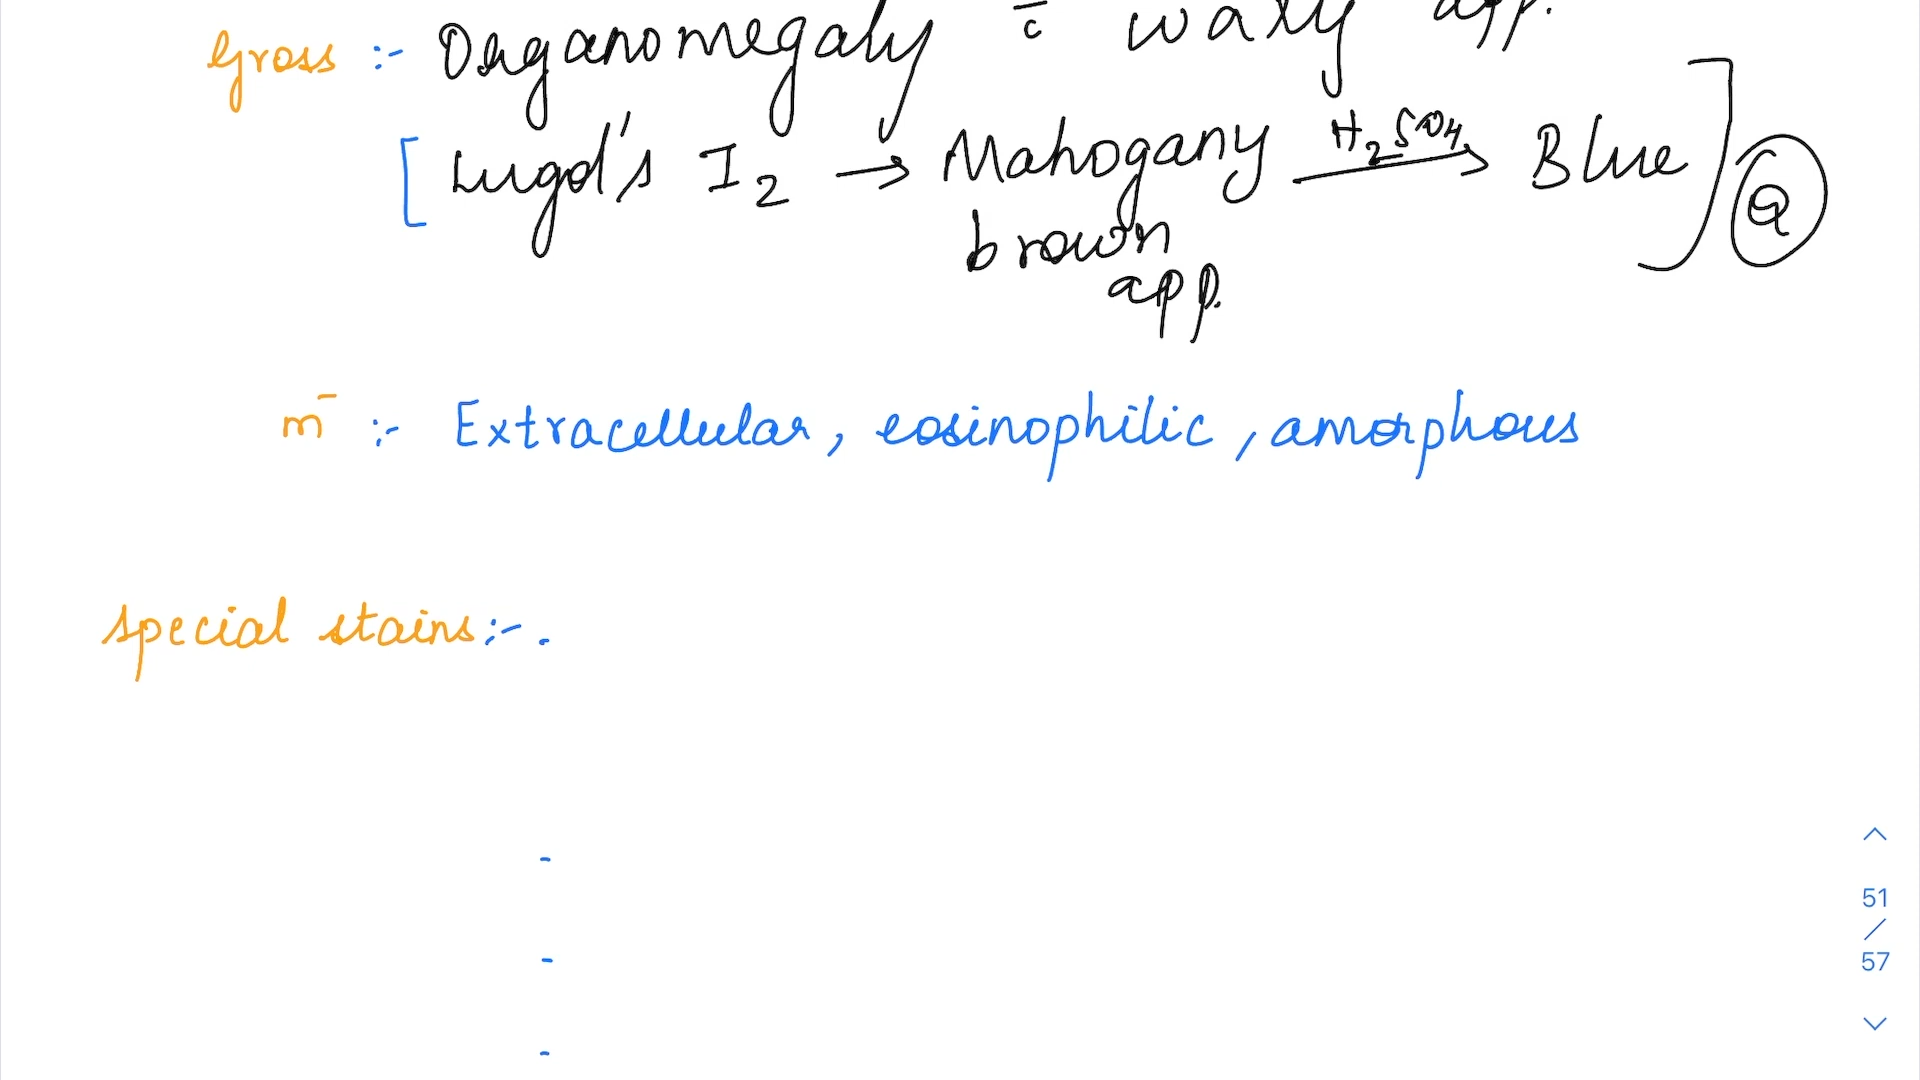 Gross :- Organomegaly c̄ waxy app.
[ Lugol's I2 → Mahogany H2SO4 → Blue ] Q
brown
app.
m̄ :- Extracellular, eosinophilic, amorphous
special stains:- .
-
-
-
51
/
57